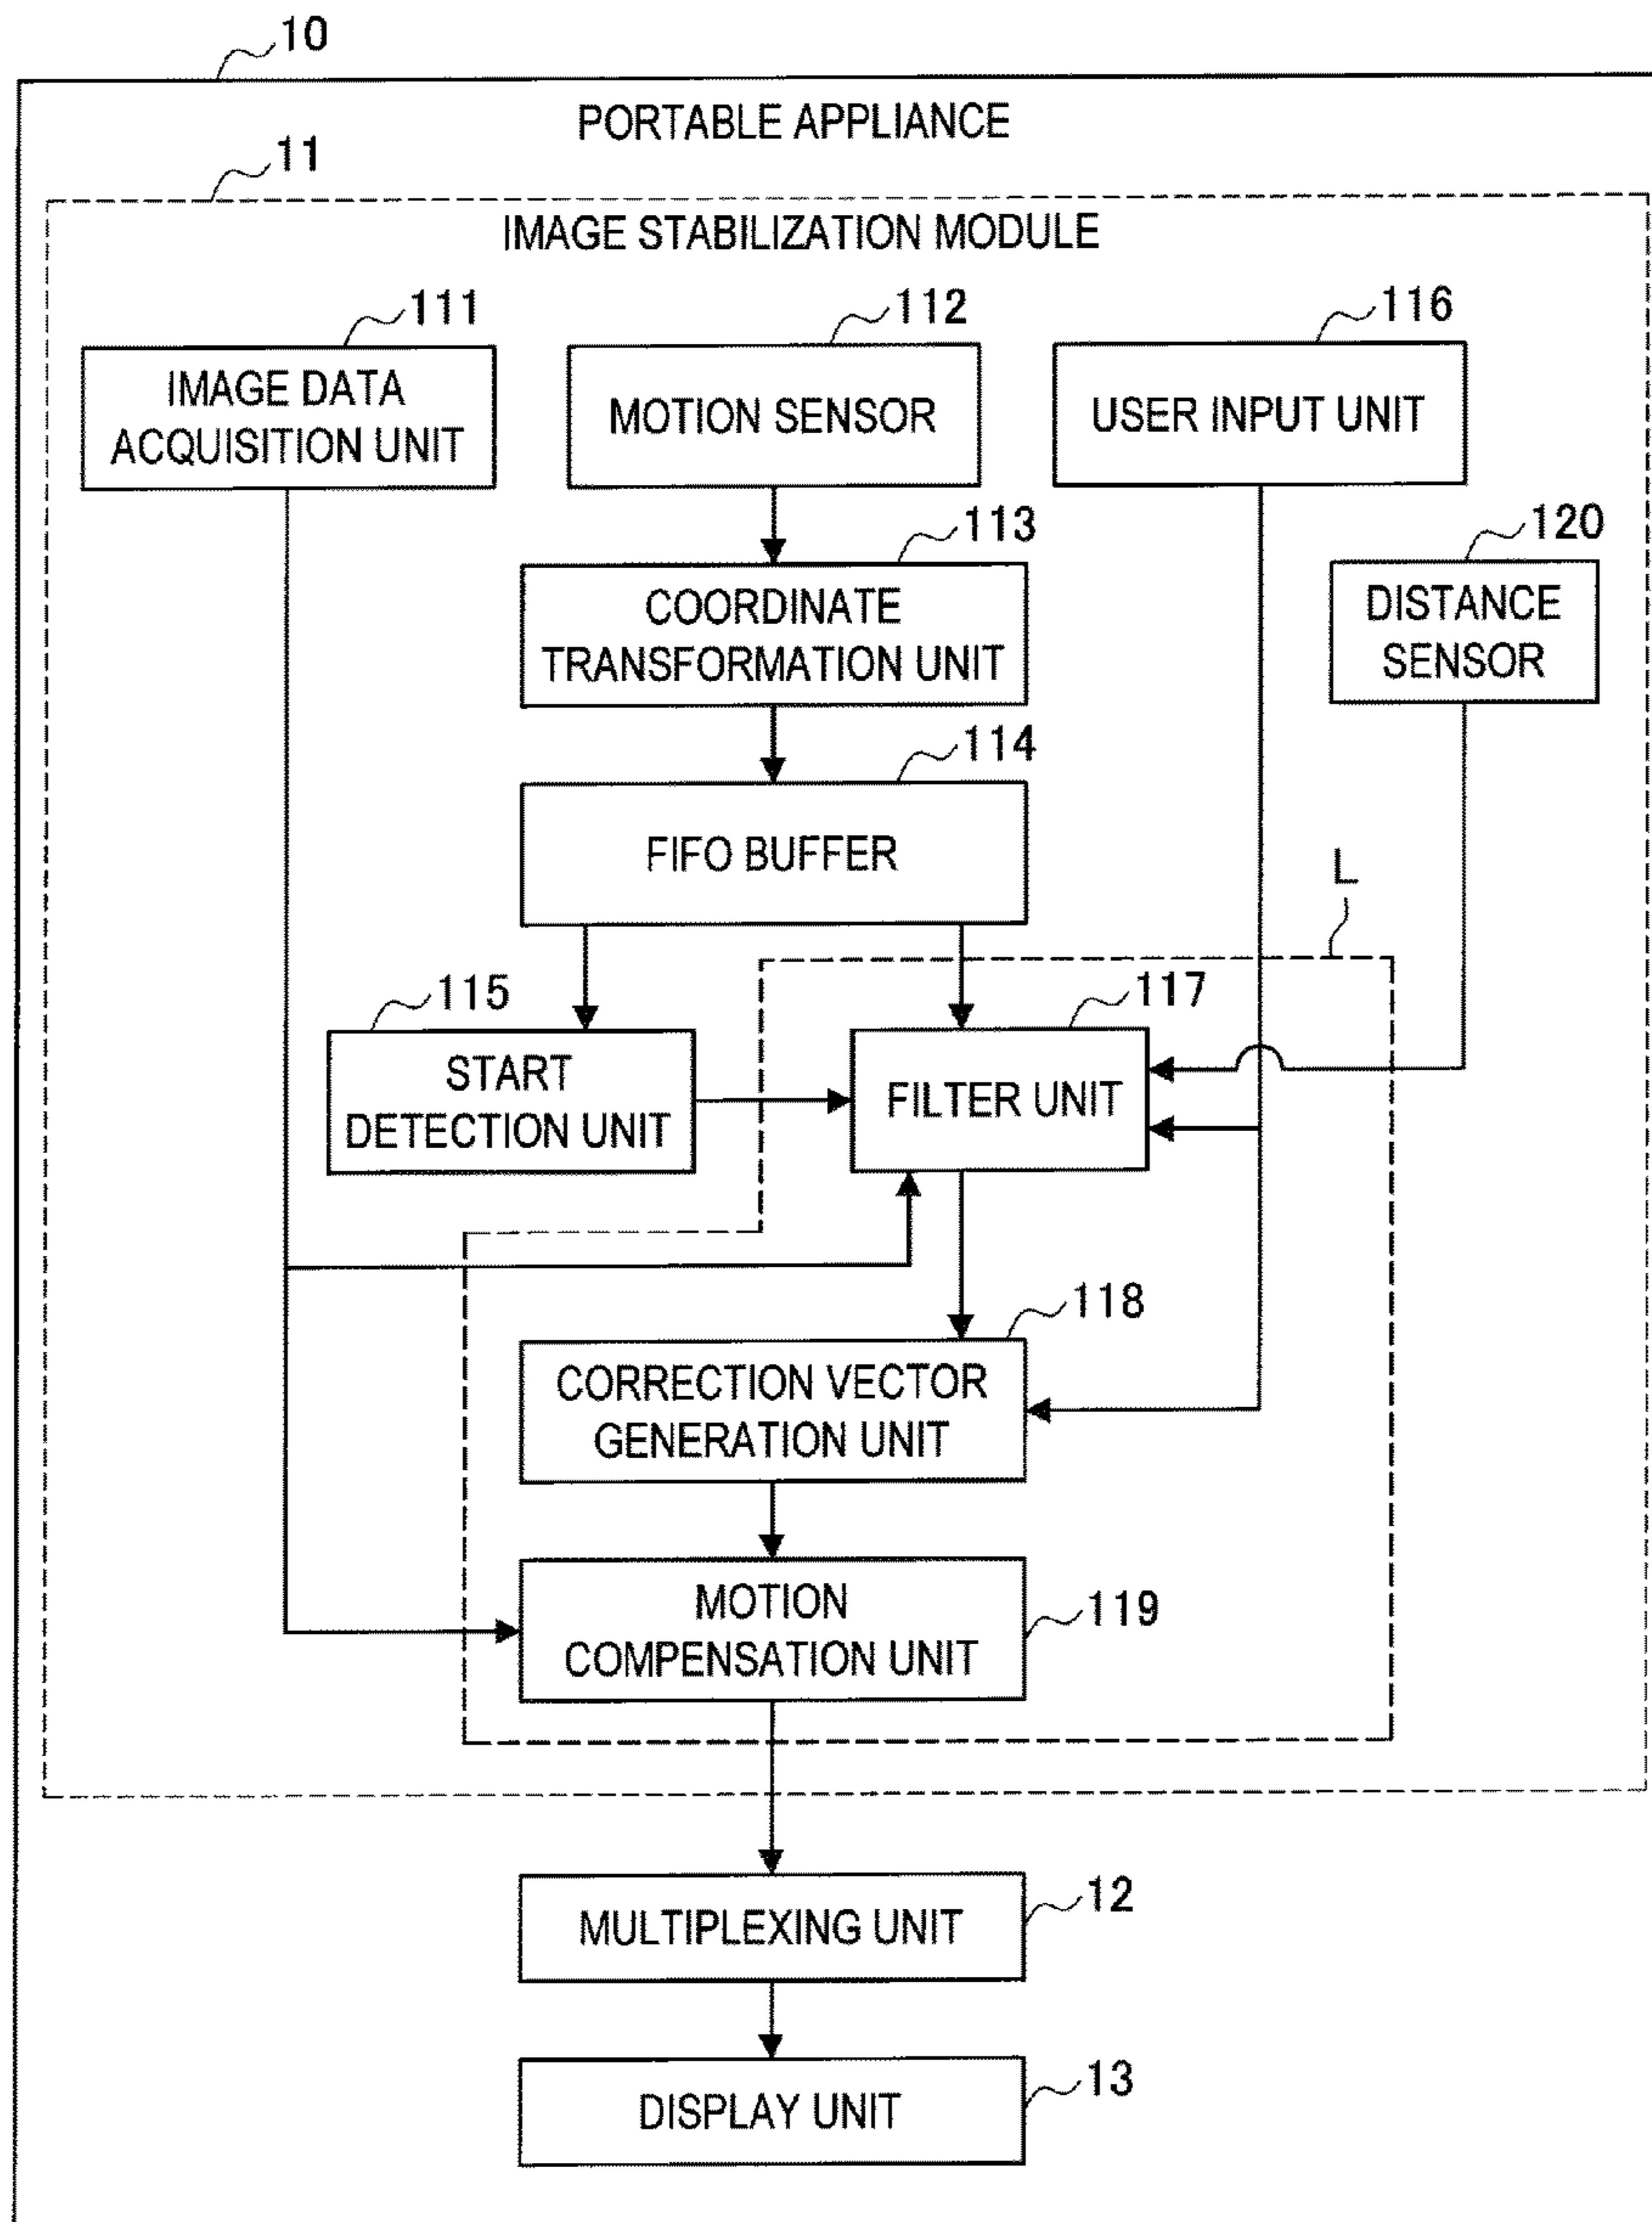 10
PORTABLE APPLIANCE
11
IMAGE STABILIZATION MODULE
111
IMAGE DATA
ACQUISITION UNIT
112
MOTION SENSOR
116
USER INPUT UNIT
113
COORDINATE
TRANSFORMATION UNIT
120
DISTANCE
SENSOR
114
FIFO BUFFER
L
115
START
DETECTION UNIT
117
FILTER UNIT
118
CORRECTION VECTOR
GENERATION UNIT
MOTION
COMPENSATION UNIT
119
MULTIPLEXING UNIT
12
DISPLAY UNIT
13